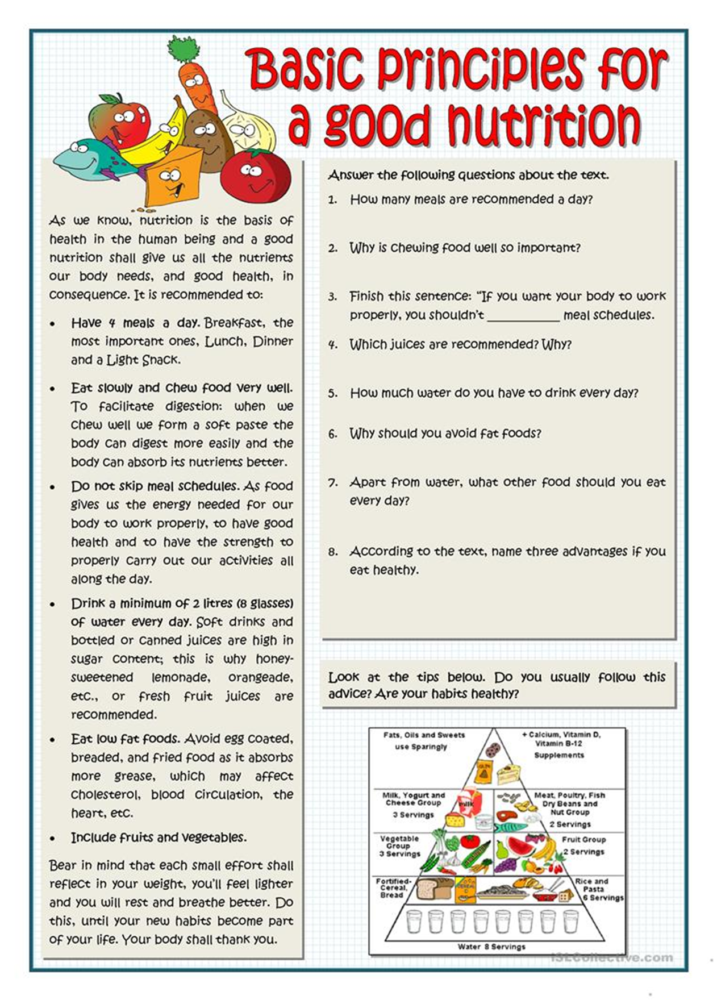 Basic principles for
a good nutrition
As we know, nutrition is the basis of
health in the human being and a good
nutrition shall give us all the nutrients
our body needs, and good health, in
consequence. It is recommended to:
• Have 4 meals a day. Breakfast, the
most important ones, Lunch, Dinner
and a Light Snack.
• Eat slowly and chew food very well.
To facilitate digestion: when we
chew well we form a soft paste the
body can digest more easily and the
body can absorb its nutrients better.
• Do not skip meal schedules. As food
gives us the energy needed for our
body to work properly, to have good
health and to have the strength to
properly carry out our activities all
along the day.
• Drink a minimum of 2 litres (8 glasses)
of water every day. Soft drinks and
bottled or canned juices are high in
sugar content; this is why honey-
sweetened lemonade, orangeade,
etc., or fresh fruit juices are
recommended.
• Eat low fat foods. Avoid egg coated,
breaded, and fried food as it absorbs
more grease, which may affect
cholesterol, blood circulation, the
heart, etc.
• Include fruits and vegetables.
Bear in mind that each small effort shall
reflect in your weight, you'll feel lighter
and you will rest and breathe better. Do
this, until your new habits become part
of your life. Your body shall thank you.
Answer the following questions about the text.
1. How many meals are recommended a day?
2. Why is chewing food well so important?
3. Finish this sentence: "If you want your body to work
properly, you shouldn't ____________ meal schedules.
4. Which juices are recommended? Why?
5. How much water do you have to drink every day?
6. Why should you avoid fat foods?
7. Apart from water, what other food should you eat
every day?
8. According to the text, name three advantages if you
eat healthy.
Look at the tips below. Do you usually follow this
advice? Are your habits healthy?
Fats, Oils and Sweets
use Sparingly
+ Calcium, Vitamin D,
Vitamin B-12
Supplements
Milk, Yogurt and
Cheese Group
3 Servings
milk
Meat, Poultry, Fish
Dry Beans and
Nut Group
2 Servings
Vegetable
Group
3 Servings
Fruit Group
2 Servings
Fortified-
Cereal,
Bread
CEREAL
Rice and
Pasta
6 Servings
Water 8 Servings
iSLCollective.com